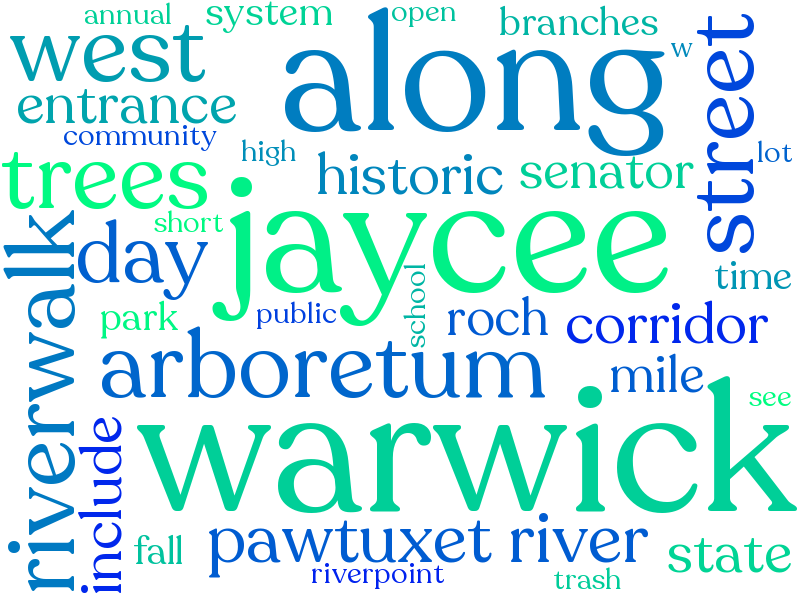 annual
system
open
branches
west
along
w
street
entrance
community
high
lot
trees
historic
senator
short
jaycee
day
riverwalk
school
time
park
public
roch
corridor
arboretum
mile
see
warwick
include
fall
pawtuxet river
state
riverpoint
trash